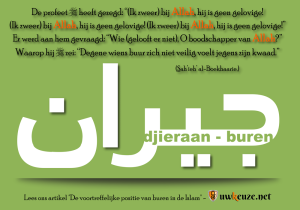 De profeet ﷺ heeft gezegd: "(Ik zweer) bij Allah, hij is geen gelovige!
(Ik zweer) bij Allah, hij is geen gelovige! (Ik zweer) bij Allah, hij is geen gelovige!"
Er werd aan hem gevraagd: "Wie (gelooft er niet), O boodschapper van Allah?"
Waarop hij ﷺ zei: "Degene wiens buur zich niet veilig voelt jegens zijn kwaad."
(Sahieh al-Boekhaarie)
جيران
djieraan - buren
Lees ons artikel "De voortreffelijke positie van buren in de Islam" -
uwkeuze.net